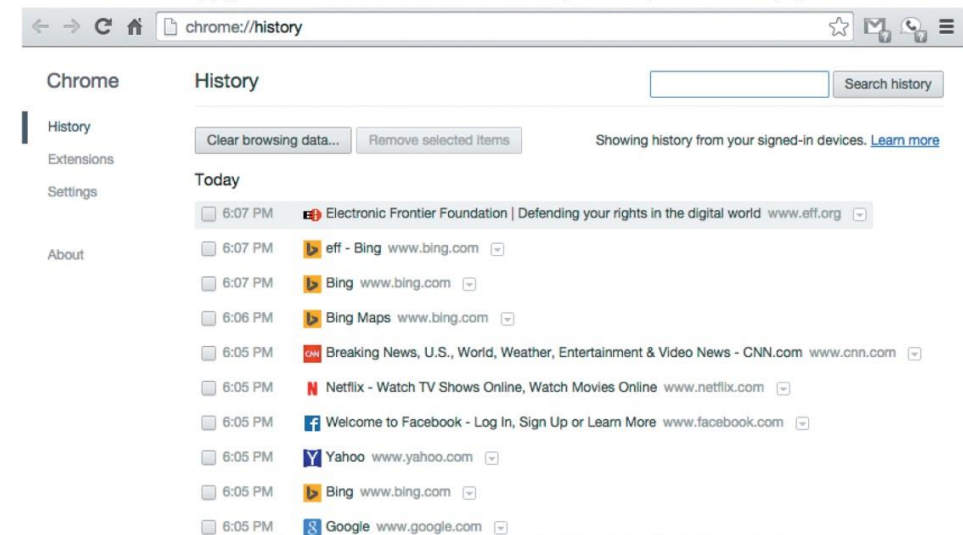 chrome://history
Chrome
History
Search history
History
Extensions
Settings
About
Clear browsing data...
Remove selected items
Showing history from your signed-in devices. Learn more
Today
6:07 PM Electronic Frontier Foundation | Defending your rights in the digital world www.eff.org
6:07 PM eff - Bing www.bing.com
6:07 PM Bing www.bing.com
6:06 PM Bing Maps www.bing.com
6:05 PM CNN Breaking News, U.S., World, Weather, Entertainment & Video News - CNN.com www.cnn.com
6:05 PM N Netflix - Watch TV Shows Online, Watch Movies Online www.netflix.com
6:05 PM f Welcome to Facebook - Log In, Sign Up or Learn More www.facebook.com
6:05 PM Y Yahoo www.yahoo.com
6:05 PM Bing www.bing.com
6:05 PM 8 Google www.google.com